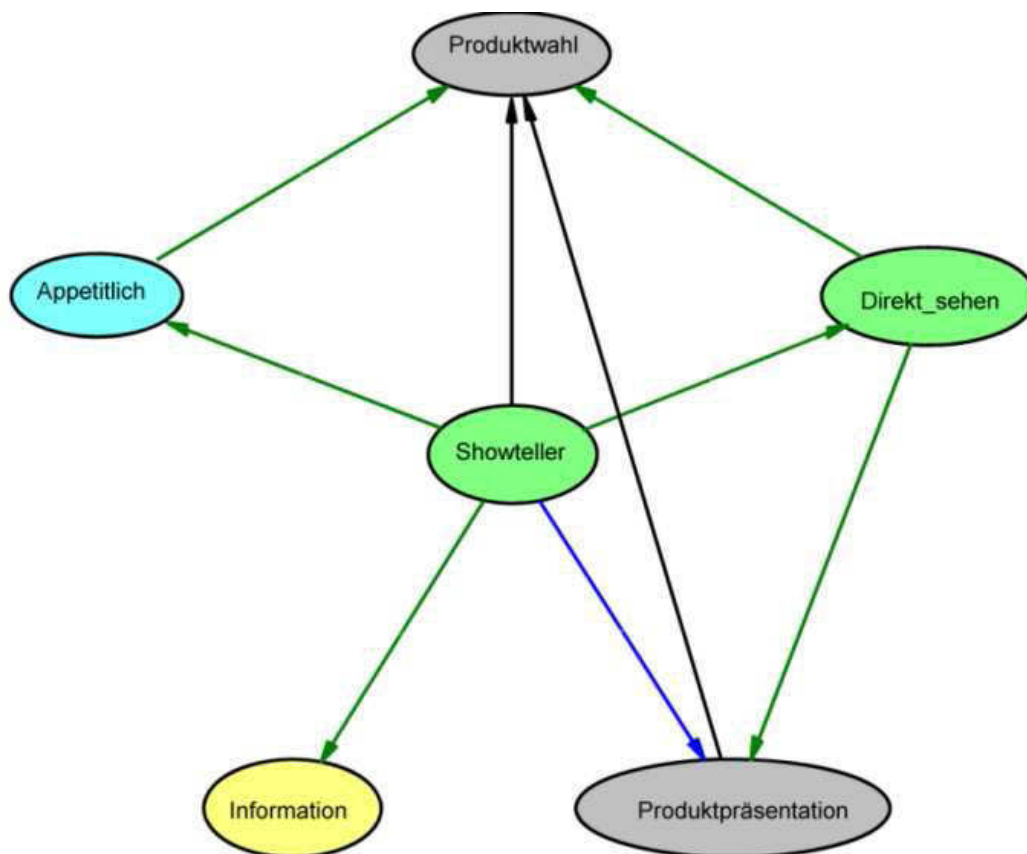 Produktwahl
Appetitlich
Direkt_sehen
Showteller
Information
Produktpräsentation